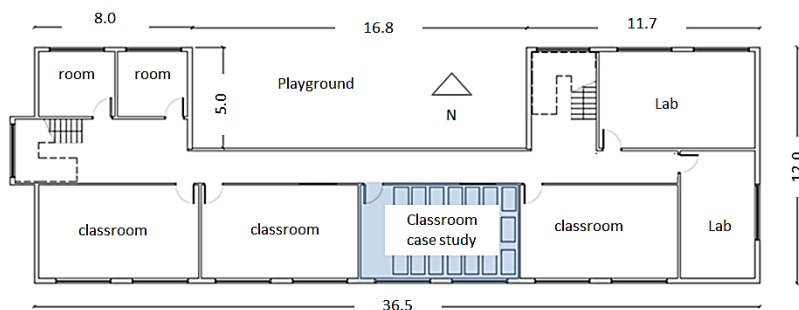 8.0
16.8
11.7
room
room
Playground
5.0
N
Lab
12.0
classroom
classroom
Classroom
case study
classroom
Lab
36.5